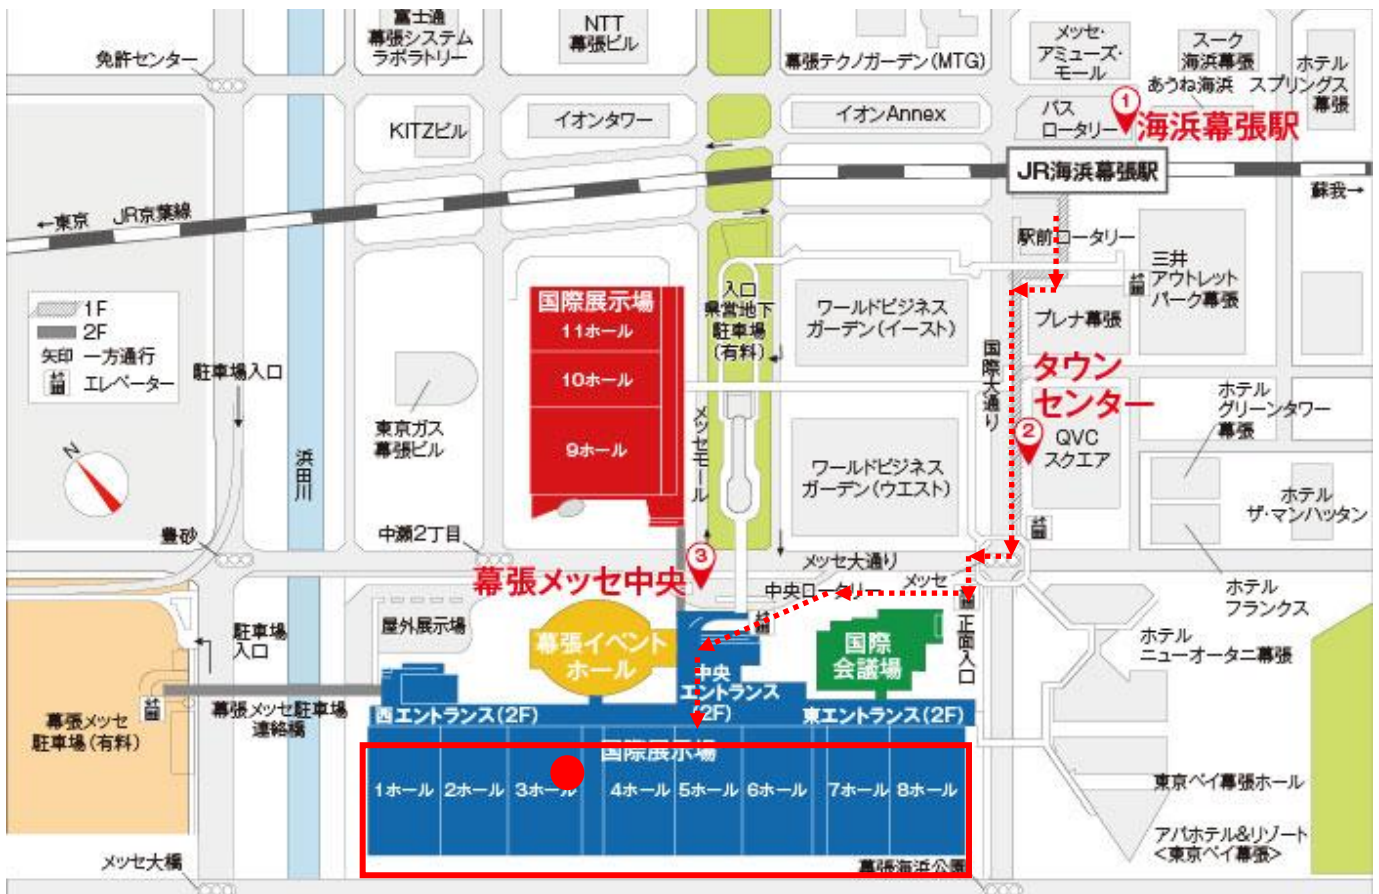 富士通
幕張システム
ラボラトリー
NTT
幕張ビル
幕張テクノガーデン(MTG)
メッセ・
アミューズ・
モール
スーク
海浜幕張
ホテル
スプリングス
幕張
あうね海浜
免許センター
KITZビル
イオンタワー
イオンAnnex
バス
ロータリー
1
海浜幕張駅
JR海浜幕張駅
蘇我→
←東京
JR京葉線
駅前ロータリー
三井
アウトレット
パーク幕張
1F
2F
矢印 一方通行
エレベーター
駐車場入口
国際展示場
11ホール
10ホール
9ホール
入口
県営地下
駐車場
(有料)
ワールドビジネス
ガーデン(イースト)
プレナ幕張
国際大通り
タウン
センター
2
QVC
スクエア
ホテル
グリーンタワー
幕張
東京ガス
幕張ビル
メッセモール
ワールドビジネス
ガーデン(ウエスト)
ホテル
ザ・マンハッタン
N
浜田川
豊砂
中瀬2丁目
メッセ大通り
3
幕張メッセ中央
中央ロータリー
メッセ
正面入口
ホテル
フランクス
屋外展示場
駐車場
入口
幕張イベント
ホール
国際
会議場
ホテル
ニューオータニ幕張
中央
エントランス
(2F)
幕張メッセ
駐車場(有料)
幕張メッセ駐車場
連絡橋
西エントランス(2F)
東エントランス(2F)
国際展示場
1ホール
2ホール
3ホール
4ホール
5ホール
6ホール
7ホール
8ホール
東京ベイ幕張ホール
アパホテル&リゾート
<東京ベイ幕張>
メッセ大橋
幕張海浜公園